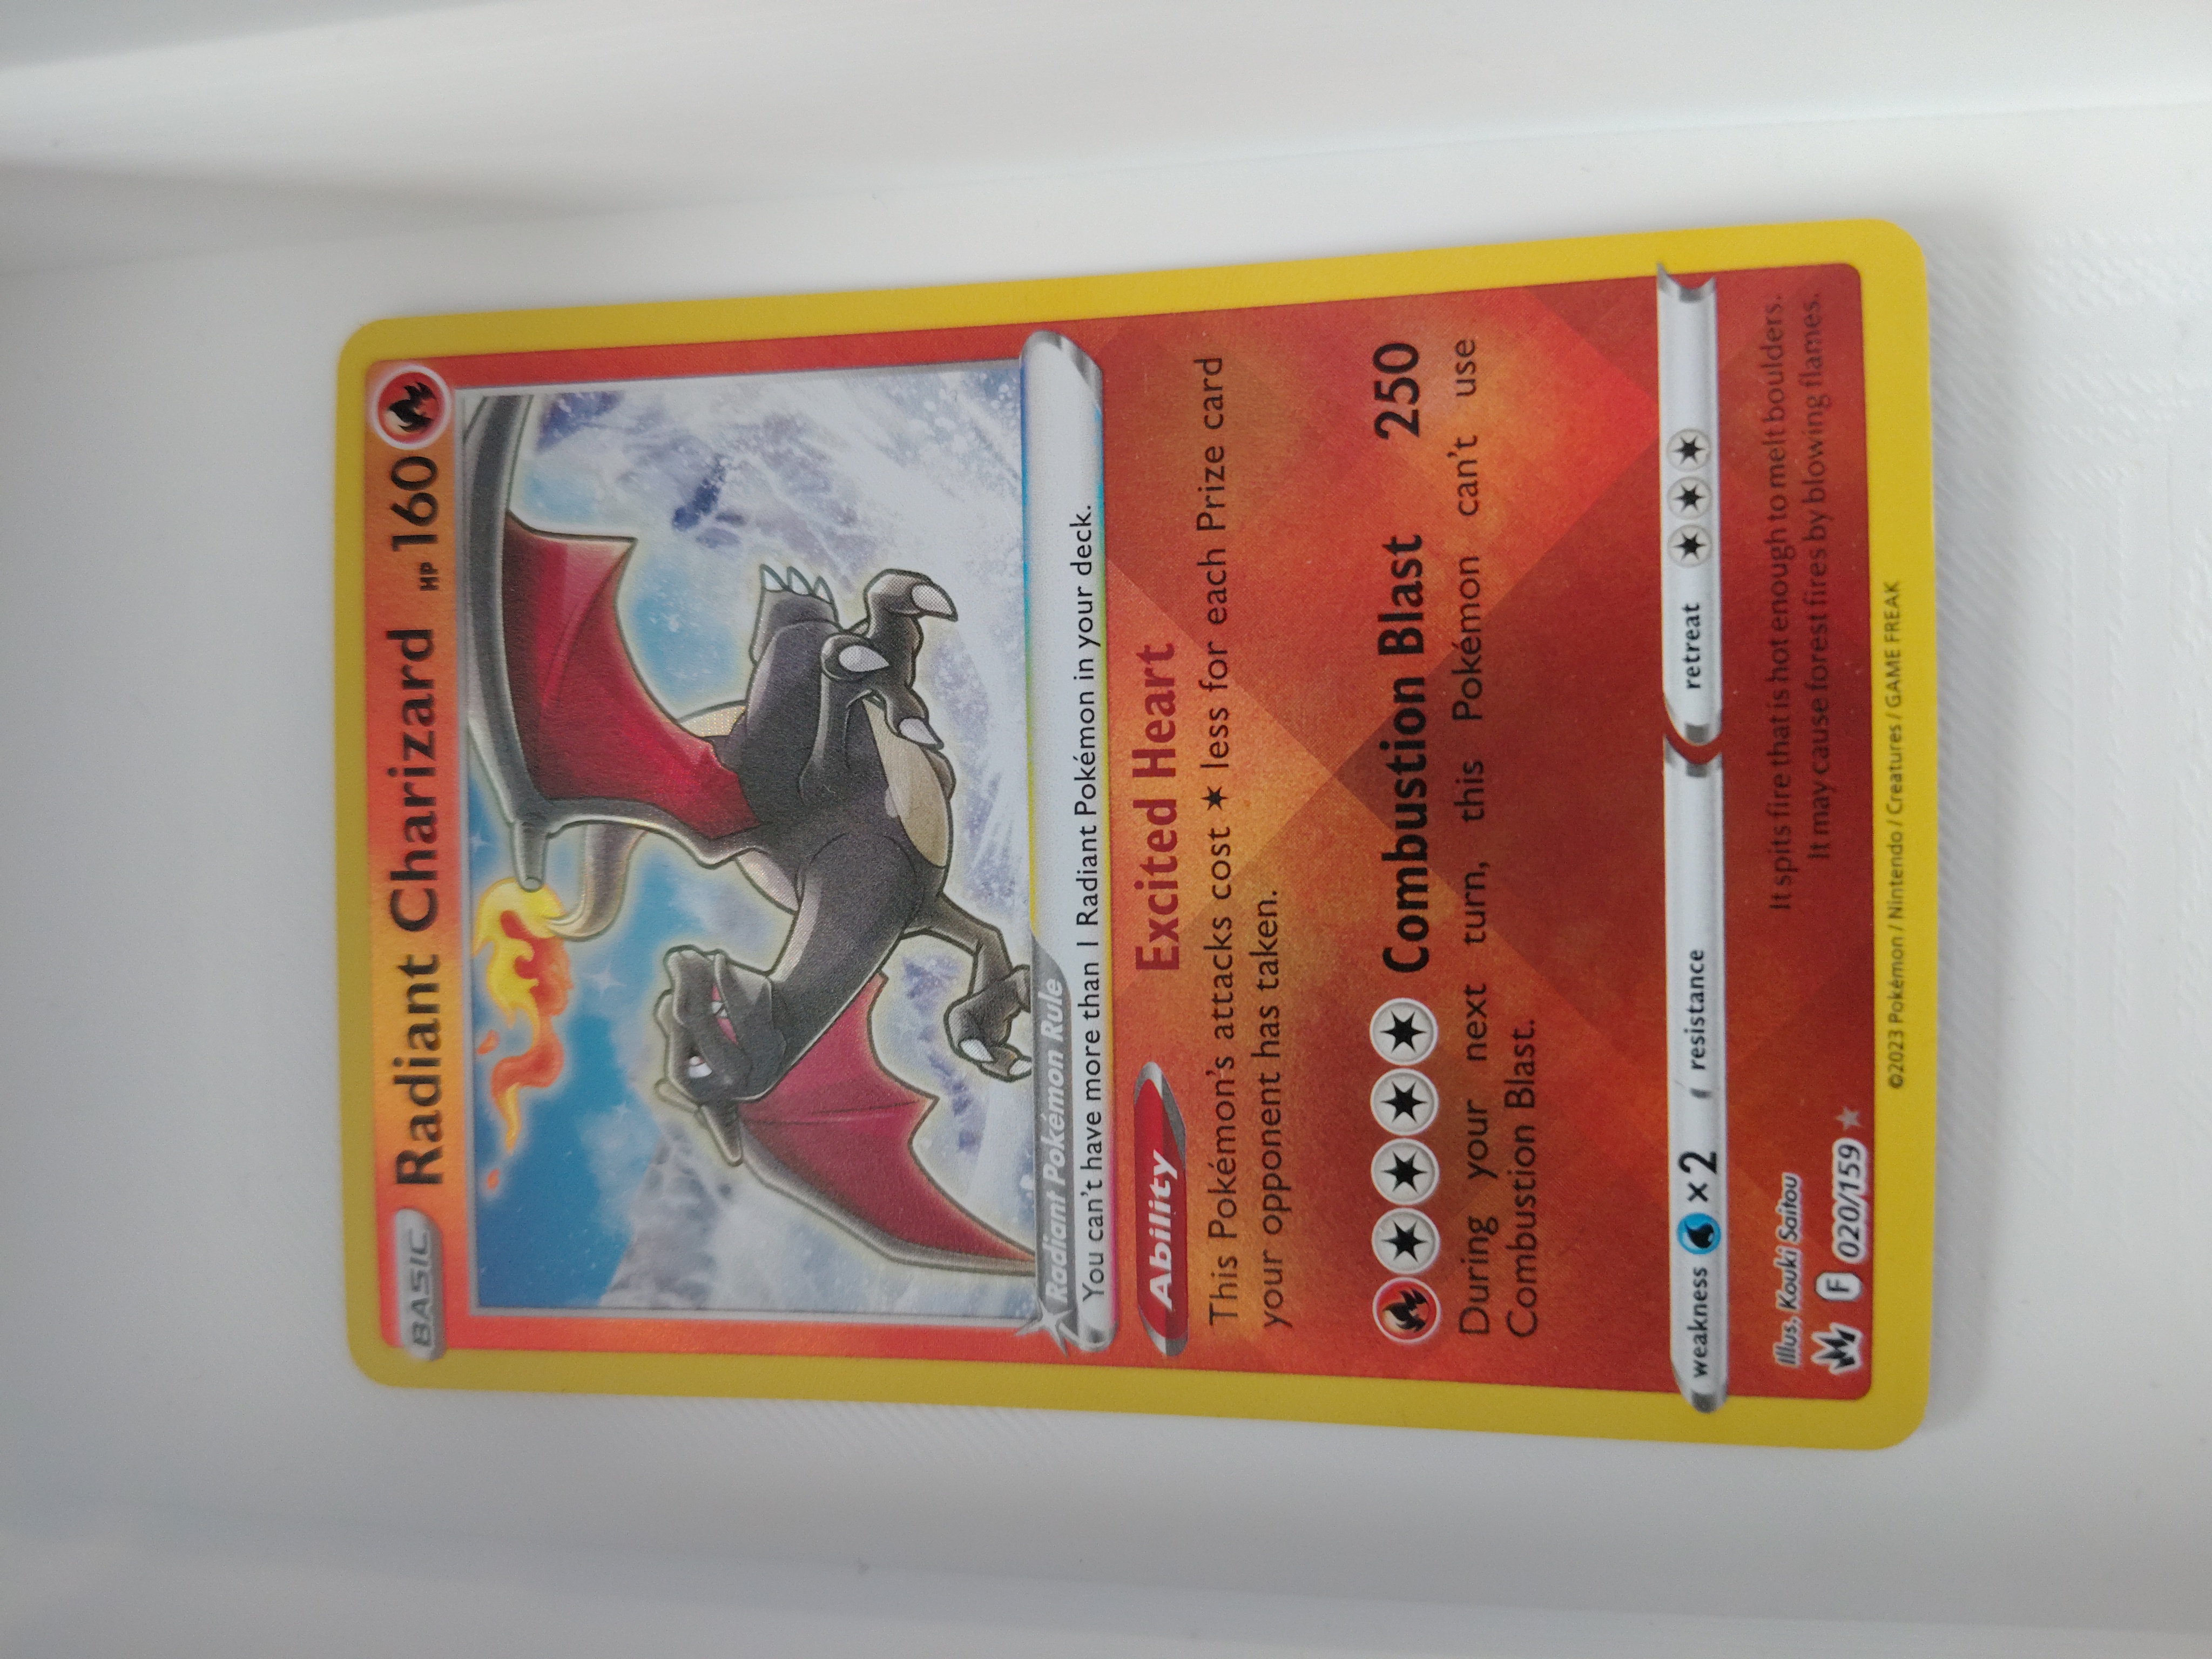 BASIC Radiant Charizard HP 160
Radiant Pokémon Rule
You can't have more than 1 Radiant Pokémon in your deck.
Ability Excited Heart
This Pokémon's attacks cost ✶ less for each Prize card
your opponent has taken.
Combustion Blast 250
During your next turn, this Pokémon can't use
Combustion Blast.
weakness ×2 resistance retreat
Illus. Kouki Saitou
F 020/159 ★
It spits fire that is hot enough to melt boulders.
It may cause forest fires by blowing flames.
©2023 Pokémon / Nintendo / Creatures / GAME FREAK